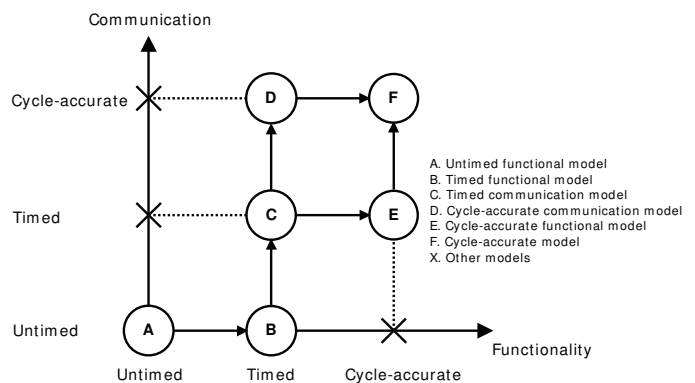 Communication
Cycle-accurate
D
F
A. Untimed functional model
B. Timed functional model
C. Timed communication model
D. Cycle-accurate communication model
E. Cycle-accurate functional model
F. Cycle-accurate model
X. Other models
Timed
C
E
Untimed
A
B
Functionality
Untimed
Timed
Cycle-accurate